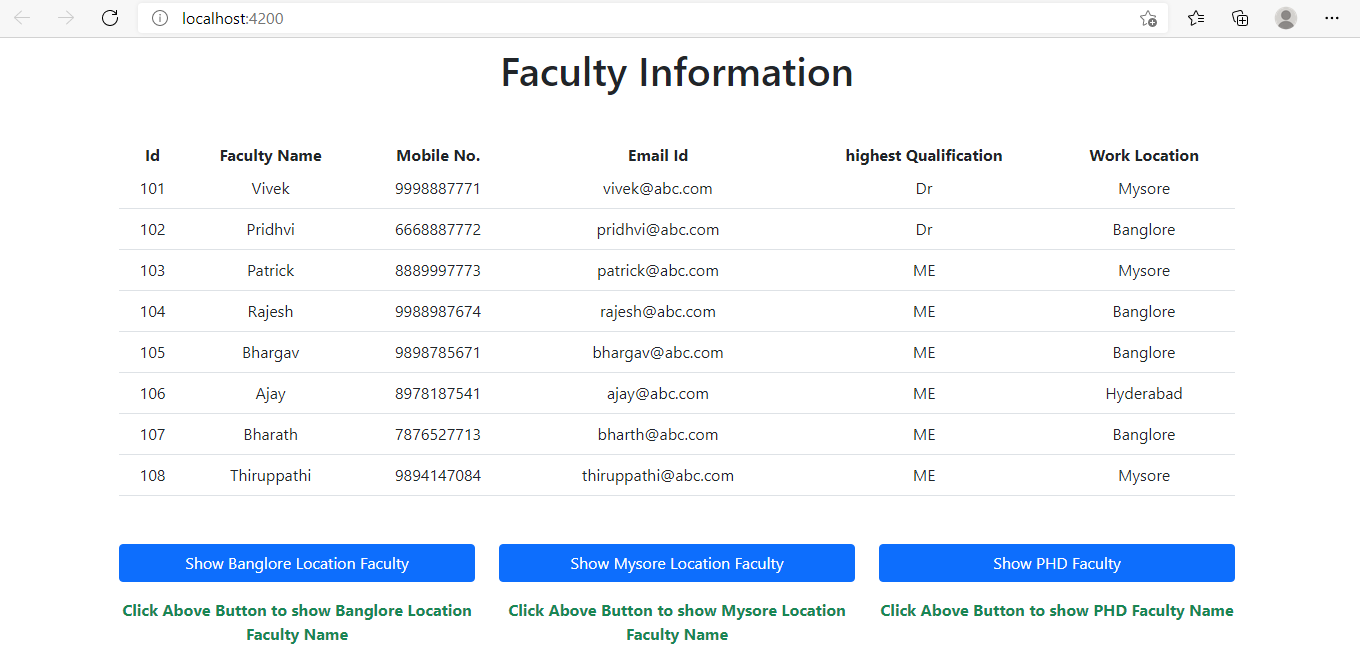 localhost:4200
Faculty Information
Id Faculty Name Mobile No. Email Id highest Qualification Work Location
101 Vivek 9998887771 vivek@abc.com Dr Mysore
102 Pridhvi 6668887772 pridhvi@abc.com Dr Banglore
103 Patrick 8889997773 patrick@abc.com ME Mysore
104 Rajesh 9988987674 rajesh@abc.com ME Banglore
105 Bhargav 9898785671 bhargav@abc.com ME Banglore
106 Ajay 8978187541 ajay@abc.com ME Hyderabad
107 Bharath 7876527713 bharth@abc.com ME Banglore
108 Thiruppathi 9894147084 thiruppathi@abc.com ME Mysore
Show Banglore Location Faculty
Show Mysore Location Faculty
Show PHD Faculty
Click Above Button to show Banglore Location
Faculty Name
Click Above Button to show Mysore Location
Faculty Name
Click Above Button to show PHD Faculty Name